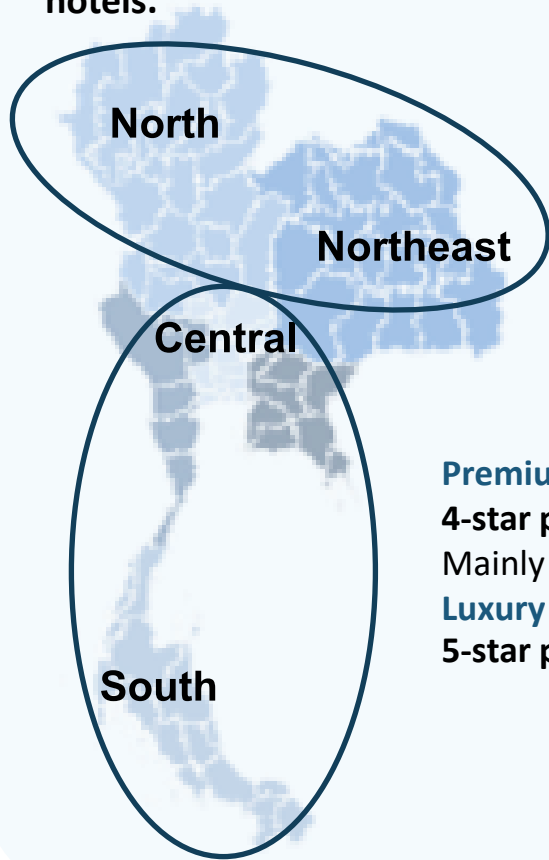 hotels.
North
Northeast
Central
Premiu
4-star p
Mainly
Luxury
5-star p
South